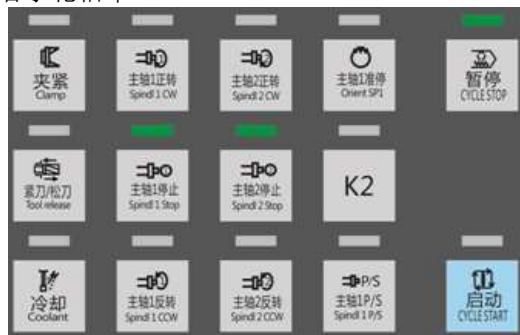 夹紧
Clamp
主轴1正转
Spindl 1 CW
主轴2正转
Spindl 2 CW
主轴1准停
Orient SP1
暂停
CYCLE STOP
紧刀/松刀
Tool release
主轴1停止
Spindl 1 Stop
主轴2停止
Spindl 2 Stop
K2
冷却
Coolant
主轴1反转
Spindl 1 CCW
主轴2反转
Spindl 2 CCW
P/S
主轴1P/S
Spindl 1 P/S
启动
CYCLE START